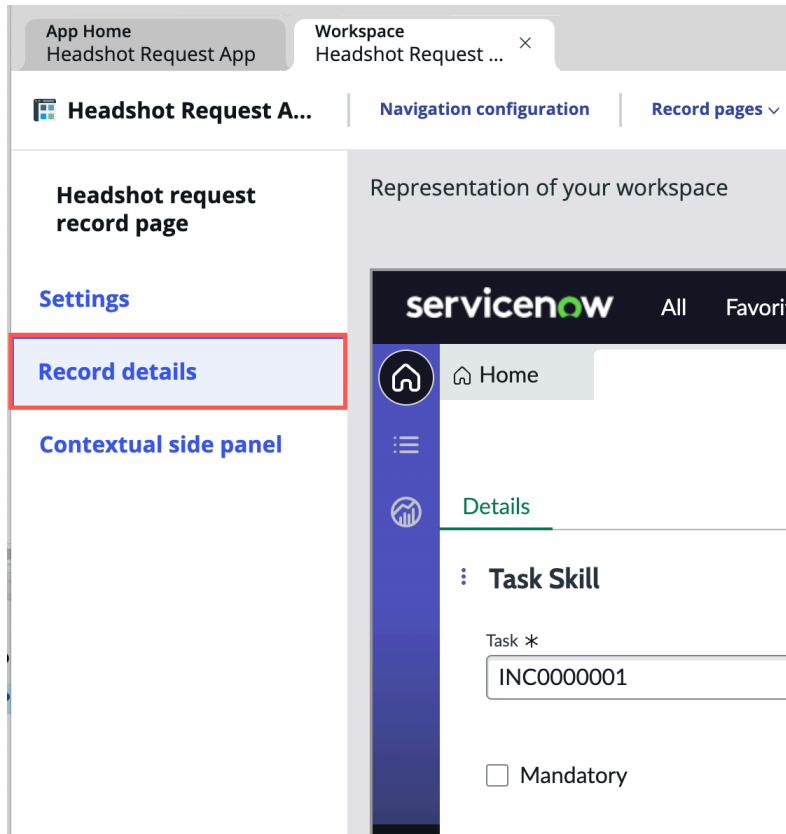 App Home
Headshot Request App
Workspace
Headshot Request ...
Headshot Request A...
Navigation configuration
Record pages
Headshot request
record page
Representation of your workspace
Settings
Record details
Contextual side panel
servicenow
All
Favori
Home
Details
Task Skill
Task *
INC0000001
Mandatory